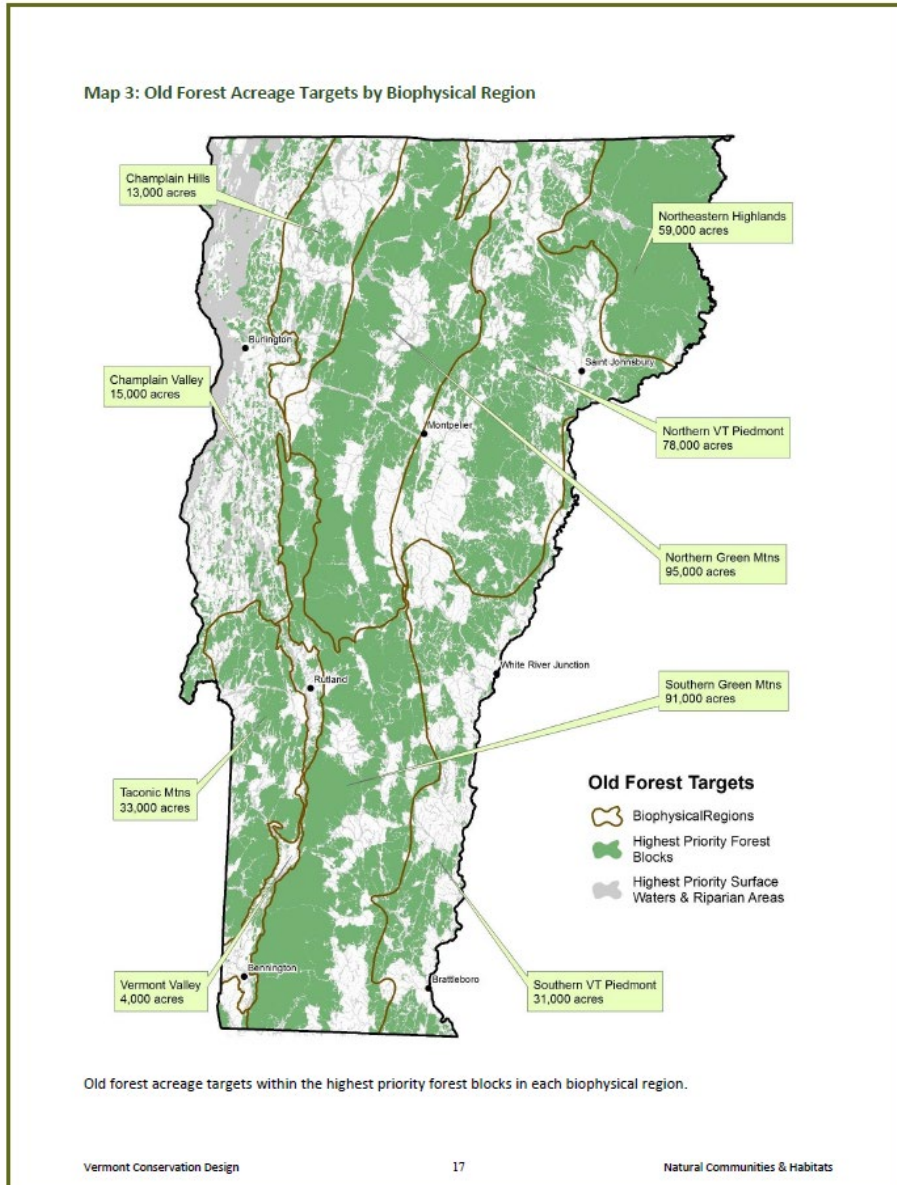 Map 3: Old Forest Acreage Targets by Biophysical Region
Champlain Hills
13,000 acres
Northeastern Highlands
59,000 acres
Burlington
Saint Johnsbury
Champlain Valley
15,000 acres
Montpelier
Northern VT Piedmont
78,000 acres
Northern Green Mtns
95,000 acres
White River Junction
Rutland
Southern Green Mtns
91,000 acres
Taconic Mtns
33,000 acres
Old Forest Targets
BiophysicalRegions
Highest Priority Forest
Blocks
Highest Priority Surface
Waters & Riparian Areas
Bennington
Brattleboro
Vermont Valley
4,000 acres
Southern VT Piedmont
31,000 acres
Old forest acreage targets within the highest priority forest blocks in each biophysical region.
Vermont Conservation Design
17
Natural Communities & Habitats